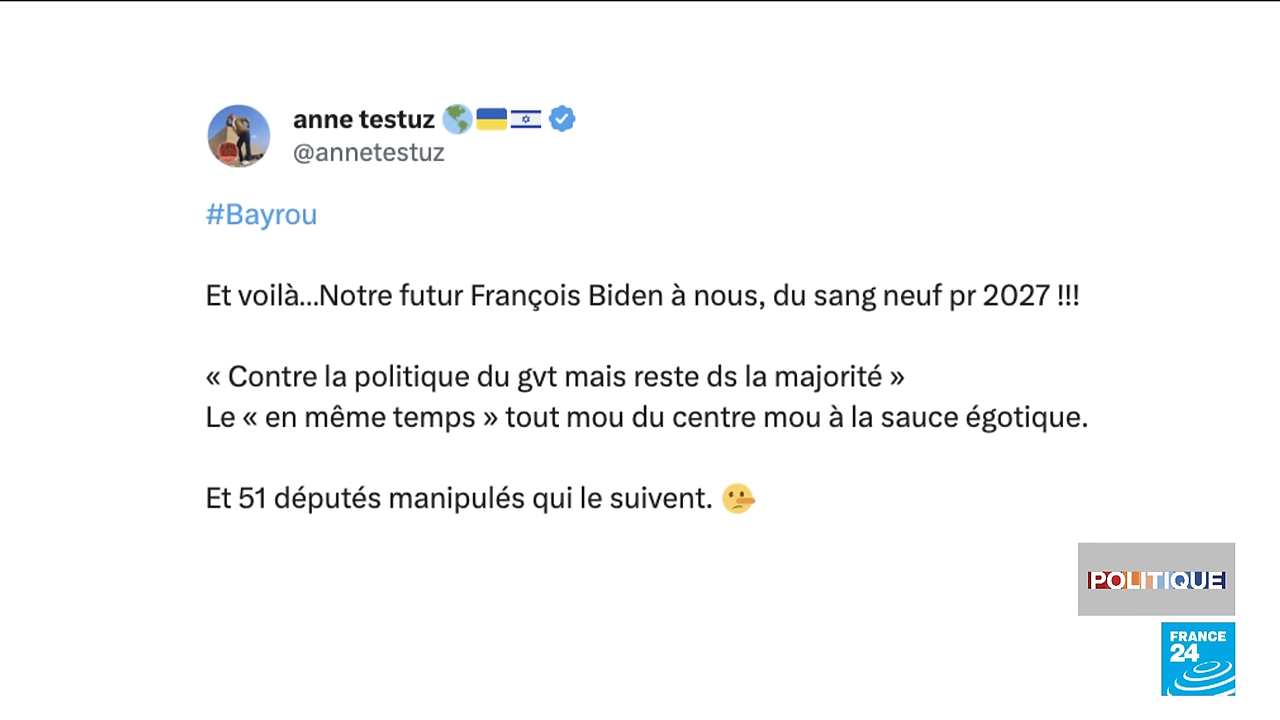 anne testuz
@annetestuz
#Bayrou
Et voilà...Notre futur François Biden à nous, du sang neuf pr 2027 !!!
« Contre la politique du gvt mais reste ds la majorité »
Le « en même temps » tout mou du centre mou à la sauce égotique.
Et 51 députés manipulés qui le suivent.
POLITIQUE
FRANCE
24